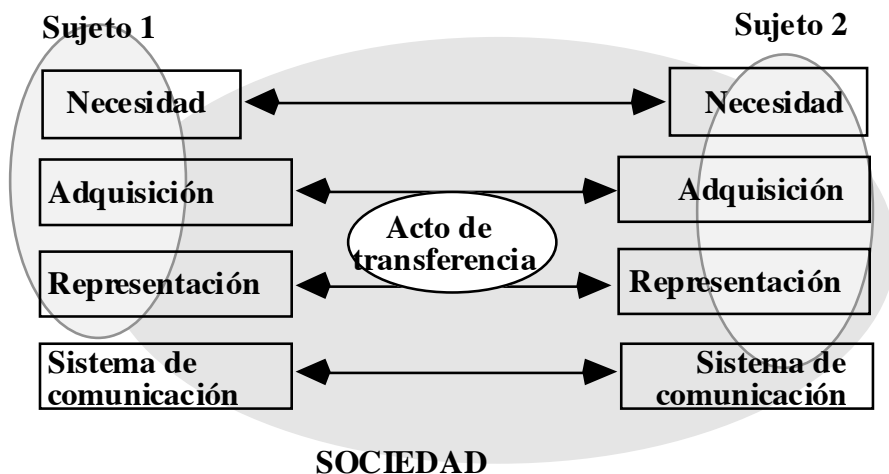 Sujeto 1
Sujeto 2
Necesidad
Necesidad
Adquisición
Adquisición
Acto de
transferencia
Representación
Representación
Sistema de
comunicación
Sistema de
comunicación
SOCIEDAD